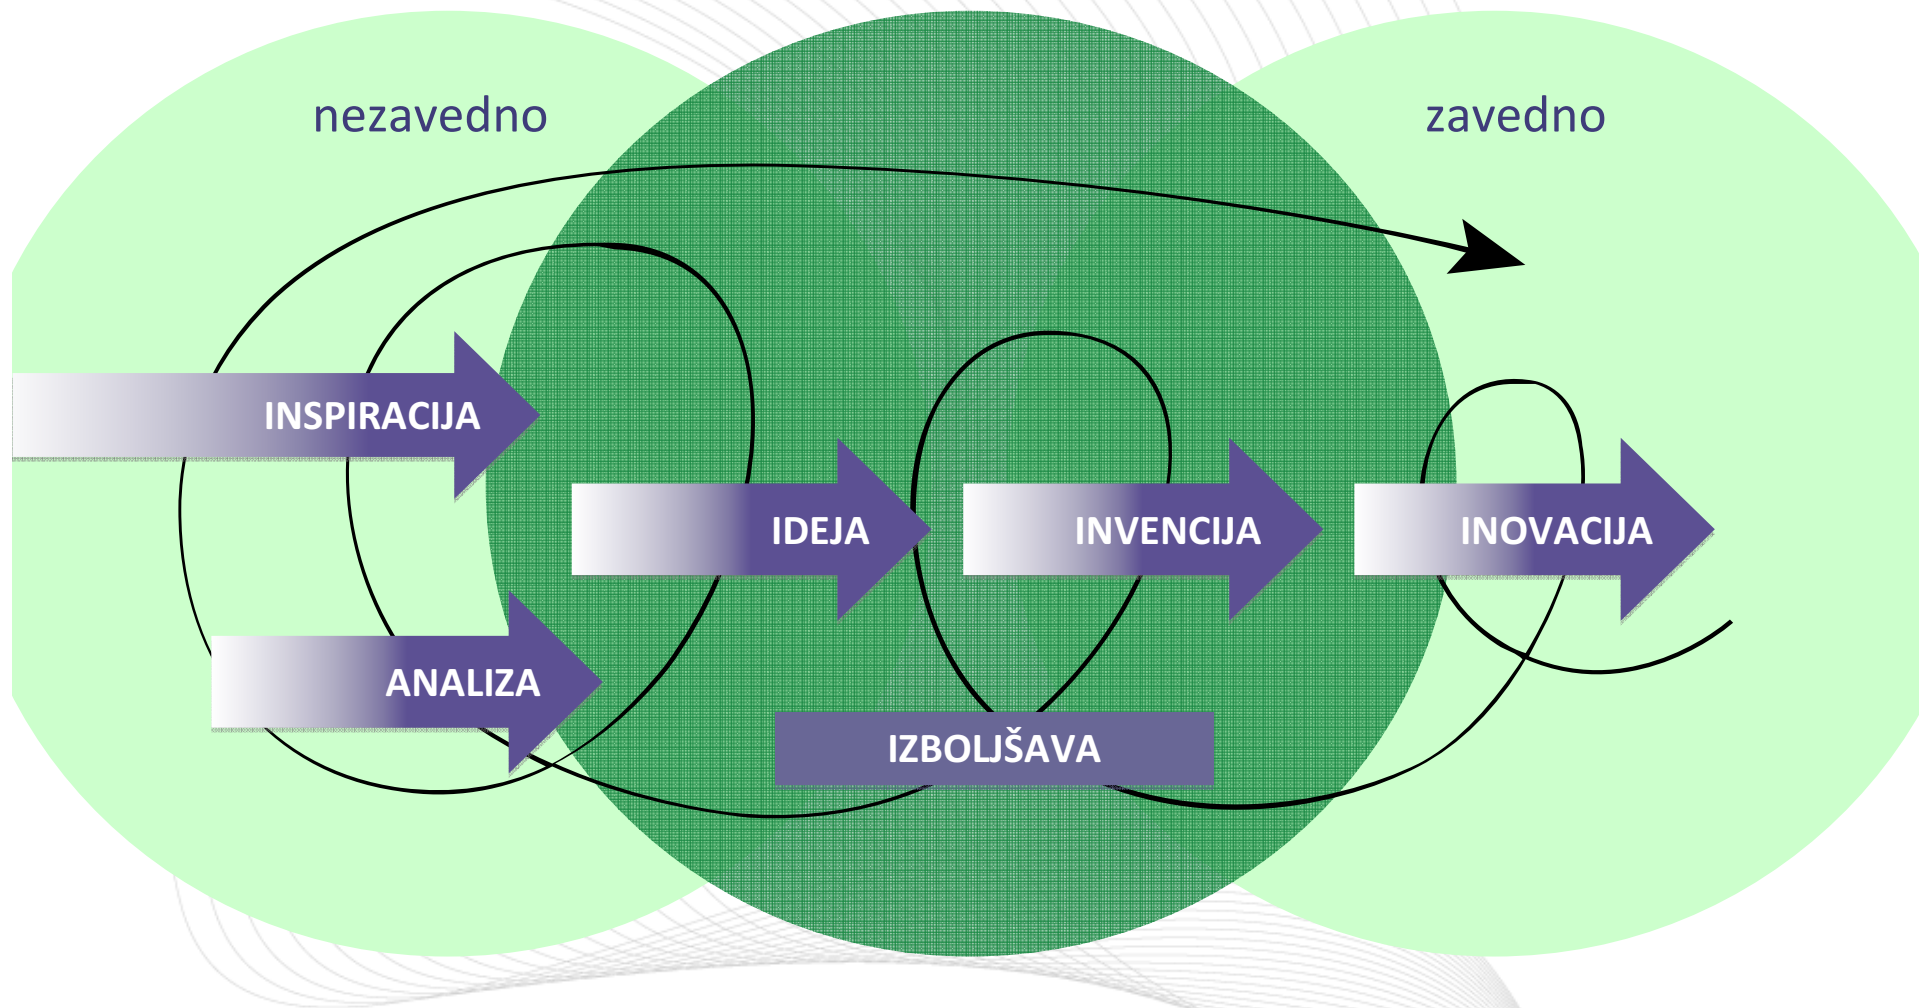 nezavedno
zavedno
INSPIRACIJA
IDEJA
INVENCIJA
INOVACIJA
ANALIZA
IZBOLJŠAVA